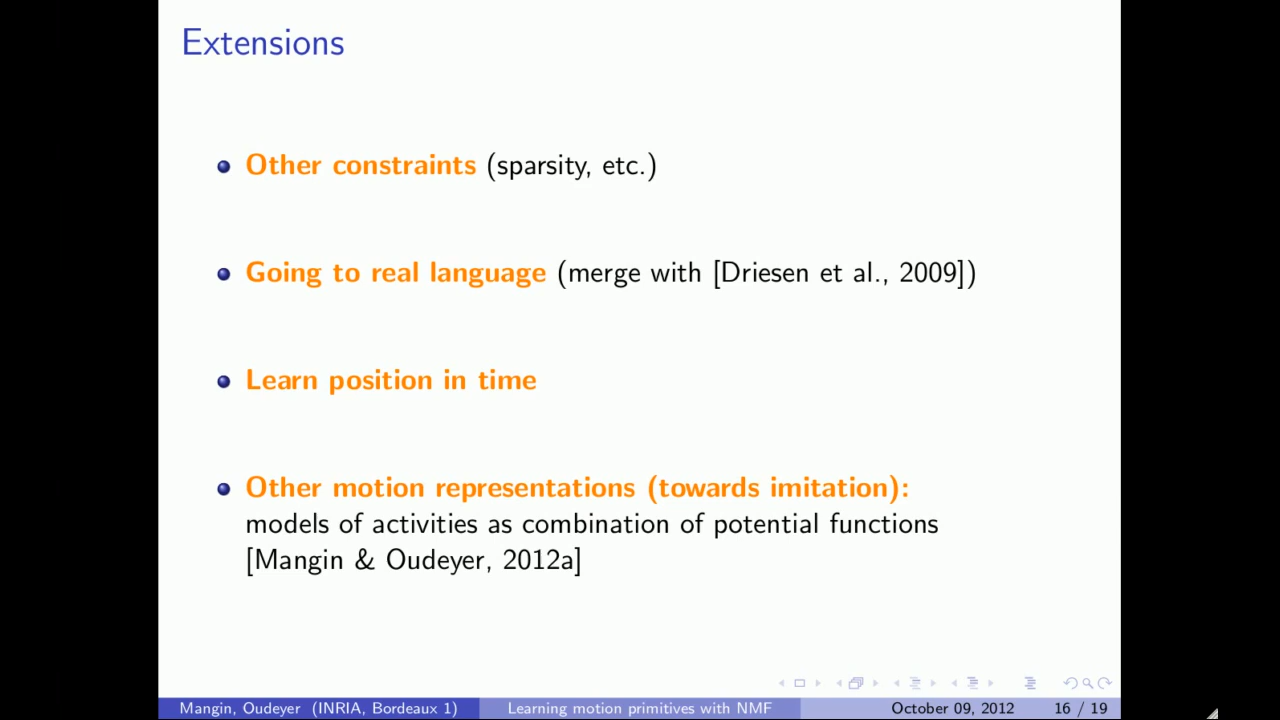 Extensions
Other constraints (sparsity, etc.)
Going to real language (merge with [Driesen et al., 2009])
Learn position in time
Other motion representations (towards imitation):
models of activities as combination of potential functions
[Mangin & Oudeyer, 2012a]
Mangin, Oudeyer (INRIA, Bordeaux 1) Learning motion primitives with NMF October 09, 2012 16 / 19